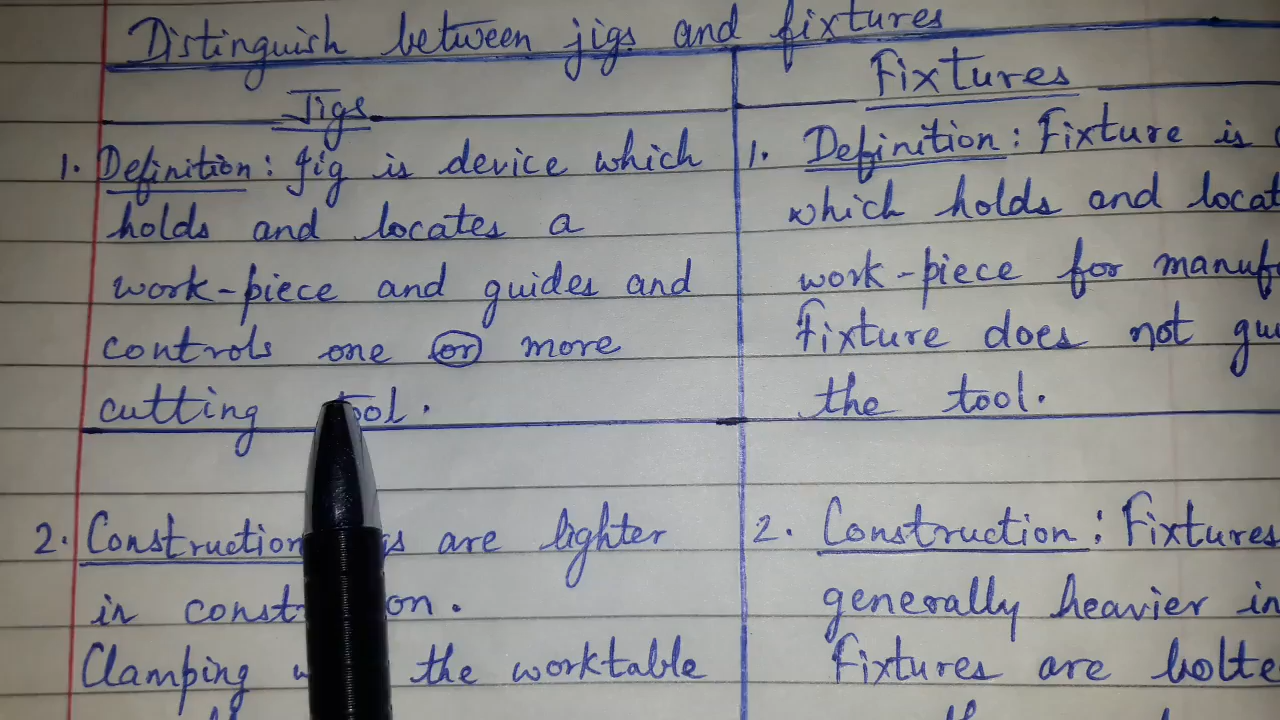 Distinguish between jigs and fixtures
Jigs
1. Definition: Jig is device which
holds and locates a
work-piece and guides and
controls one or more
cutting tool.
2. Construction are lighter
in on.
Clamping the worktable
Fixtures
1. Definition: Fixture is
which holds and locat
work-piece for manuf
Fixture does not gu
the tool.
2. Construction: Fixtures
generally heavier in
Fixtures are bolte